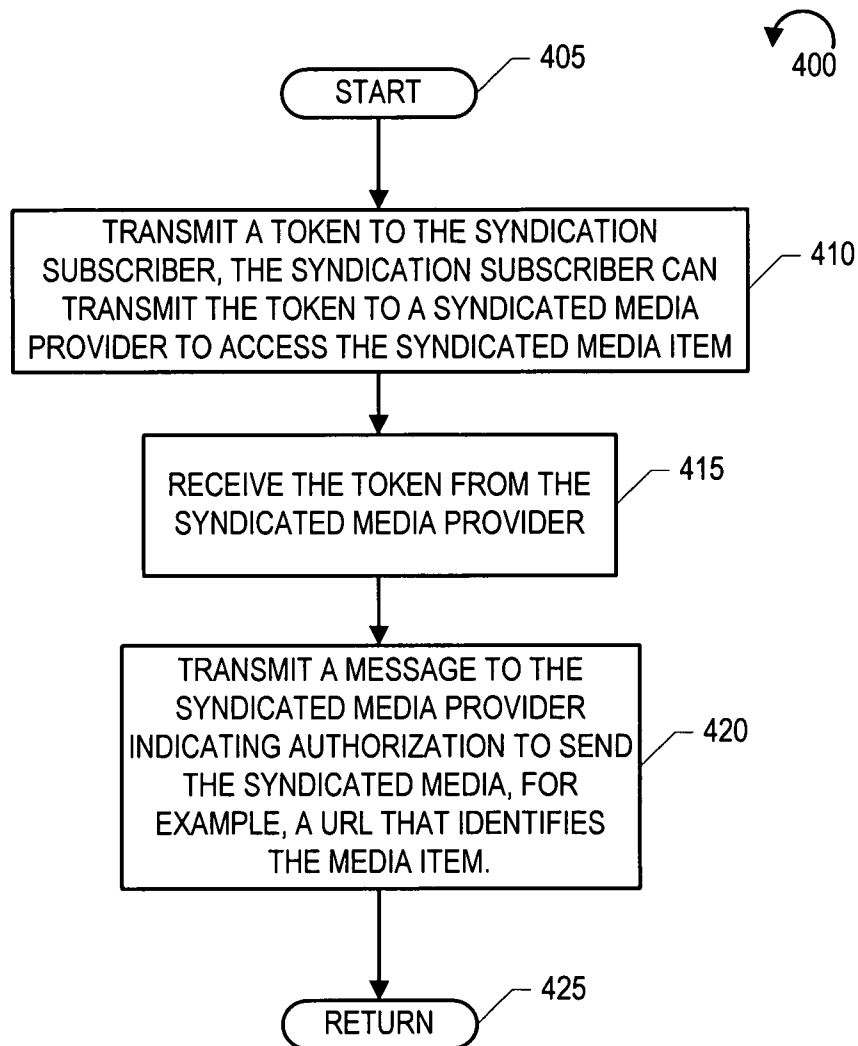 400
START
405
TRANSMIT A TOKEN TO THE SYNDICATION
SUBSCRIBER, THE SYNDICATION SUBSCRIBER CAN
TRANSMIT THE TOKEN TO A SYNDICATED MEDIA
PROVIDER TO ACCESS THE SYNDICATED MEDIA ITEM
410
RECEIVE THE TOKEN FROM THE
SYNDICATED MEDIA PROVIDER
415
TRANSMIT A MESSAGE TO THE
SYNDICATED MEDIA PROVIDER
INDICATING AUTHORIZATION TO SEND
THE SYNDICATED MEDIA, FOR
EXAMPLE, A URL THAT IDENTIFIES
THE MEDIA ITEM.
420
RETURN
425